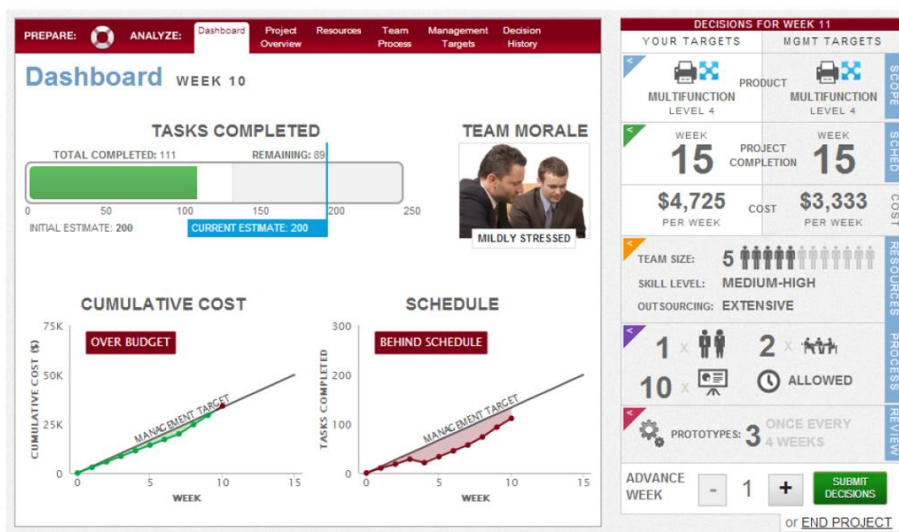 PREPARE:
ANALYZE:
Dashboard
Project Overview
Resources
Team Process
Management Targets
Decision History
Dashboard WEEK 10
TASKS COMPLETED
TOTAL COMPLETED: 111
REMAINING: 89
0 50 100 150 200 250
INITIAL ESTIMATE: 200
CURRENT ESTIMATE: 200
TEAM MORALE
MILDLY STRESSED
CUMULATIVE COST
75K
OVER BUDGET
50K
25K
0
MANAGEMENT TARGET
CUMULATIVE COST ($)
0 5 10 15
WEEK
SCHEDULE
300
BEHIND SCHEDULE
200
100
0
MANAGEMENT TARGET
TASKS COMPLETED
0 5 10 15
WEEK
DECISIONS FOR WEEK 11
YOUR TARGETS
MGMT TARGETS
PRODUCT
MULTIFUNCTION
LEVEL 4
MULTIFUNCTION
LEVEL 4
SCOPE
WEEK
15
PROJECT
COMPLETION
WEEK
15
SCHED
$4,725
PER WEEK
COST
$3,333
PER WEEK
COST
TEAM SIZE: 5
SKILL LEVEL: MEDIUM-HIGH
OUTSOURCING: EXTENSIVE
RESOURCES
1 x
2 x
10 x
ALLOWED
PROCESS
PROTOTYPES: 3 ONCE EVERY
4 WEEKS
REVIEW
ADVANCE
WEEK
- 1 +
SUBMIT
DECISIONS
or END PROJECT